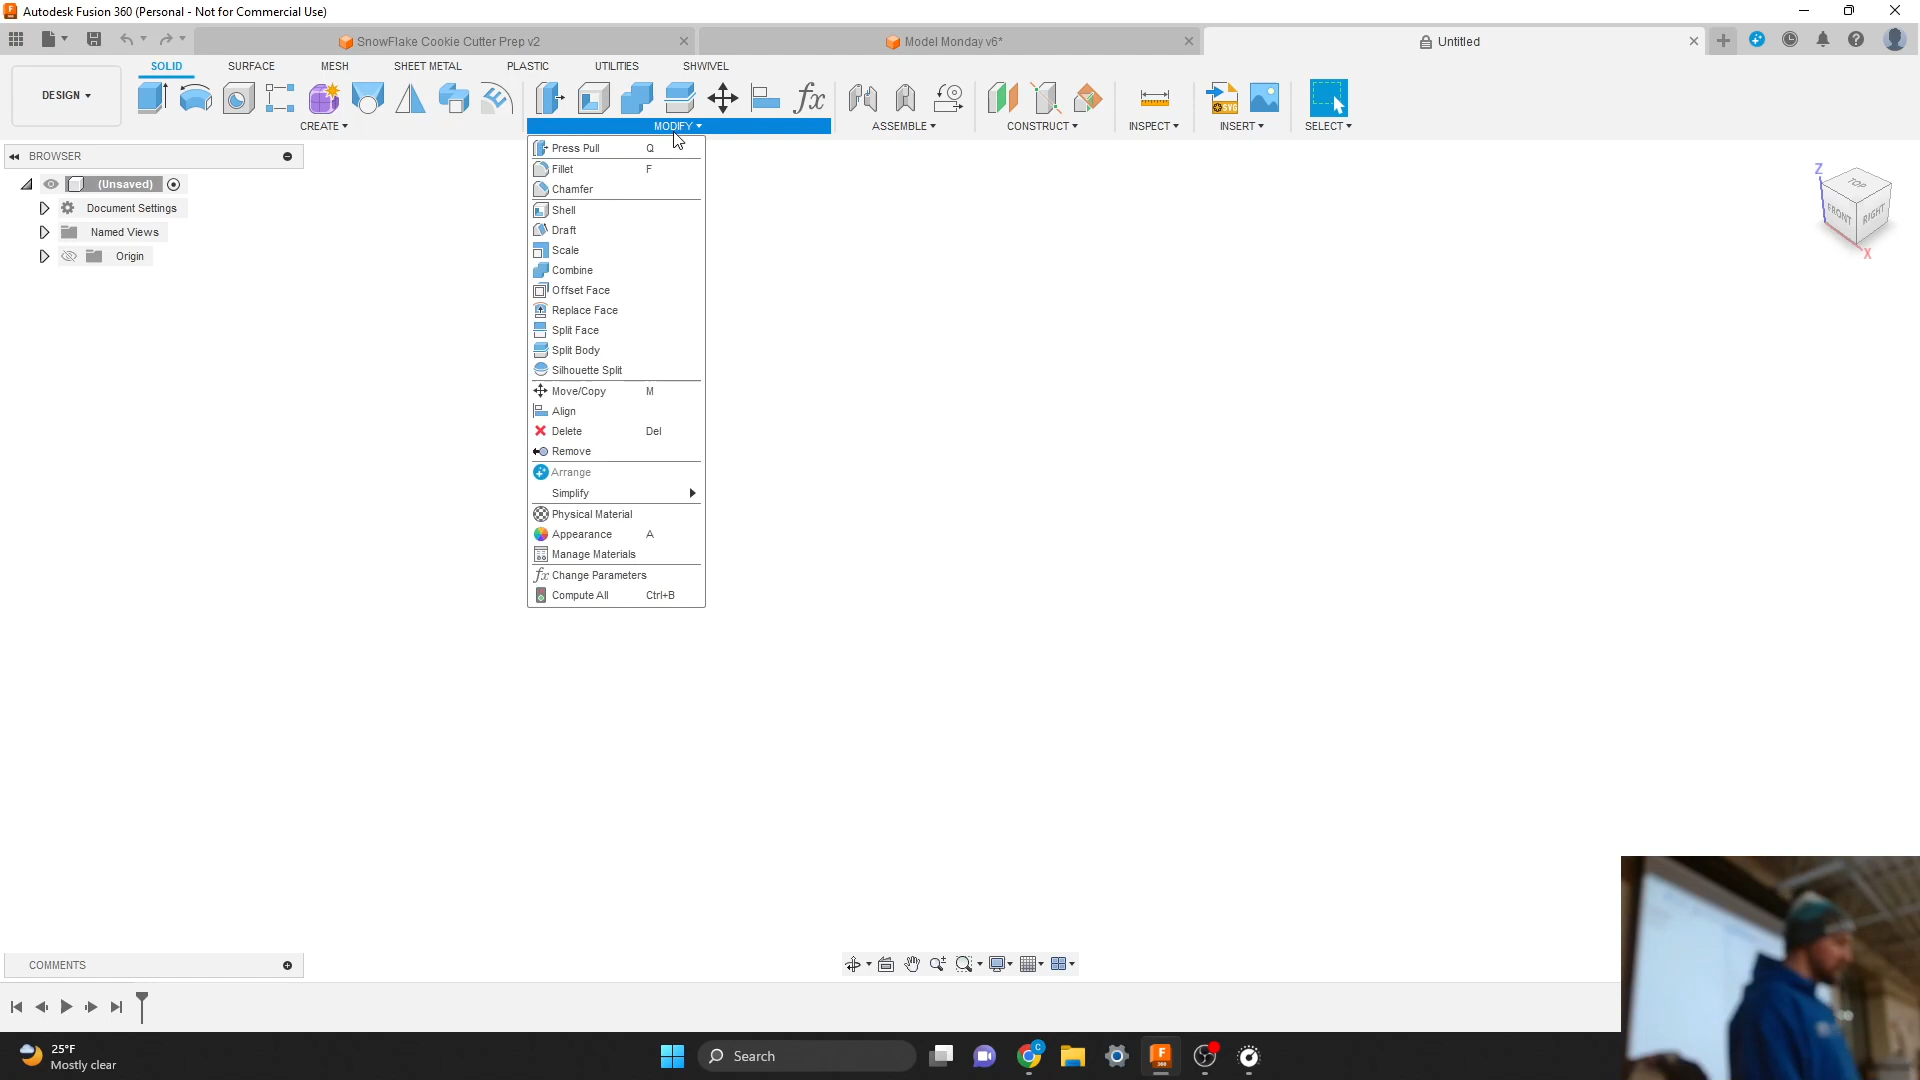 Autodesk Fusion 360 (Personal - Not for Commercial Use)
SnowFlake Cookie Cutter Prep v2
Model Monday v6*
Untitled
SOLID
SURFACE
MESH
SHEET METAL
PLASTIC
UTILITIES
SHWIVEL
DESIGN
CREATE
MODIFY
ASSEMBLE
CONSTRUCT
INSPECT
INSERT
SELECT
SVG
BROWSER
(Unsaved)
Document Settings
Named Views
Origin
Press Pull Q
Fillet F
Chamfer
Shell
Draft
Scale
Combine
Offset Face
Replace Face
Split Face
Split Body
Silhouette Split
Move/Copy M
Align
Delete Del
Remove
Arrange
Simplify
Physical Material
Appearance A
Manage Materials
fx Change Parameters
Compute All Ctrl+B
Z
TOP
FRONT
RIGHT
X
COMMENTS
25°F
Mostly clear
Search